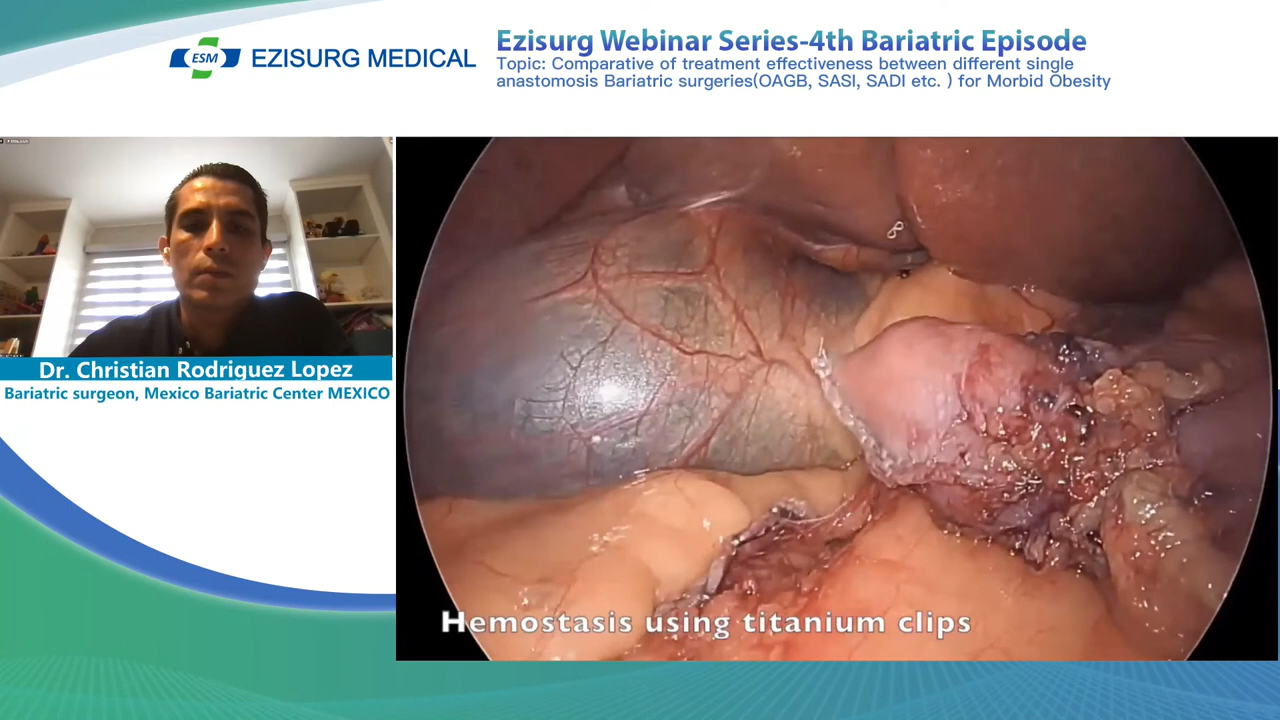 ESM
EZISURG MEDICAL
Ezisurg Webinar Series-4th Bariatric Episode
Topic: Comparative of treatment effectiveness between different single
anastomosis Bariatric surgeries(OAGB, SASI, SADI etc. ) for Morbid Obesity
Dr. Christian Rodriguez Lopez
Bariatric surgeon, Mexico Bariatric Center MEXICO
Hemostasis using titanium clips